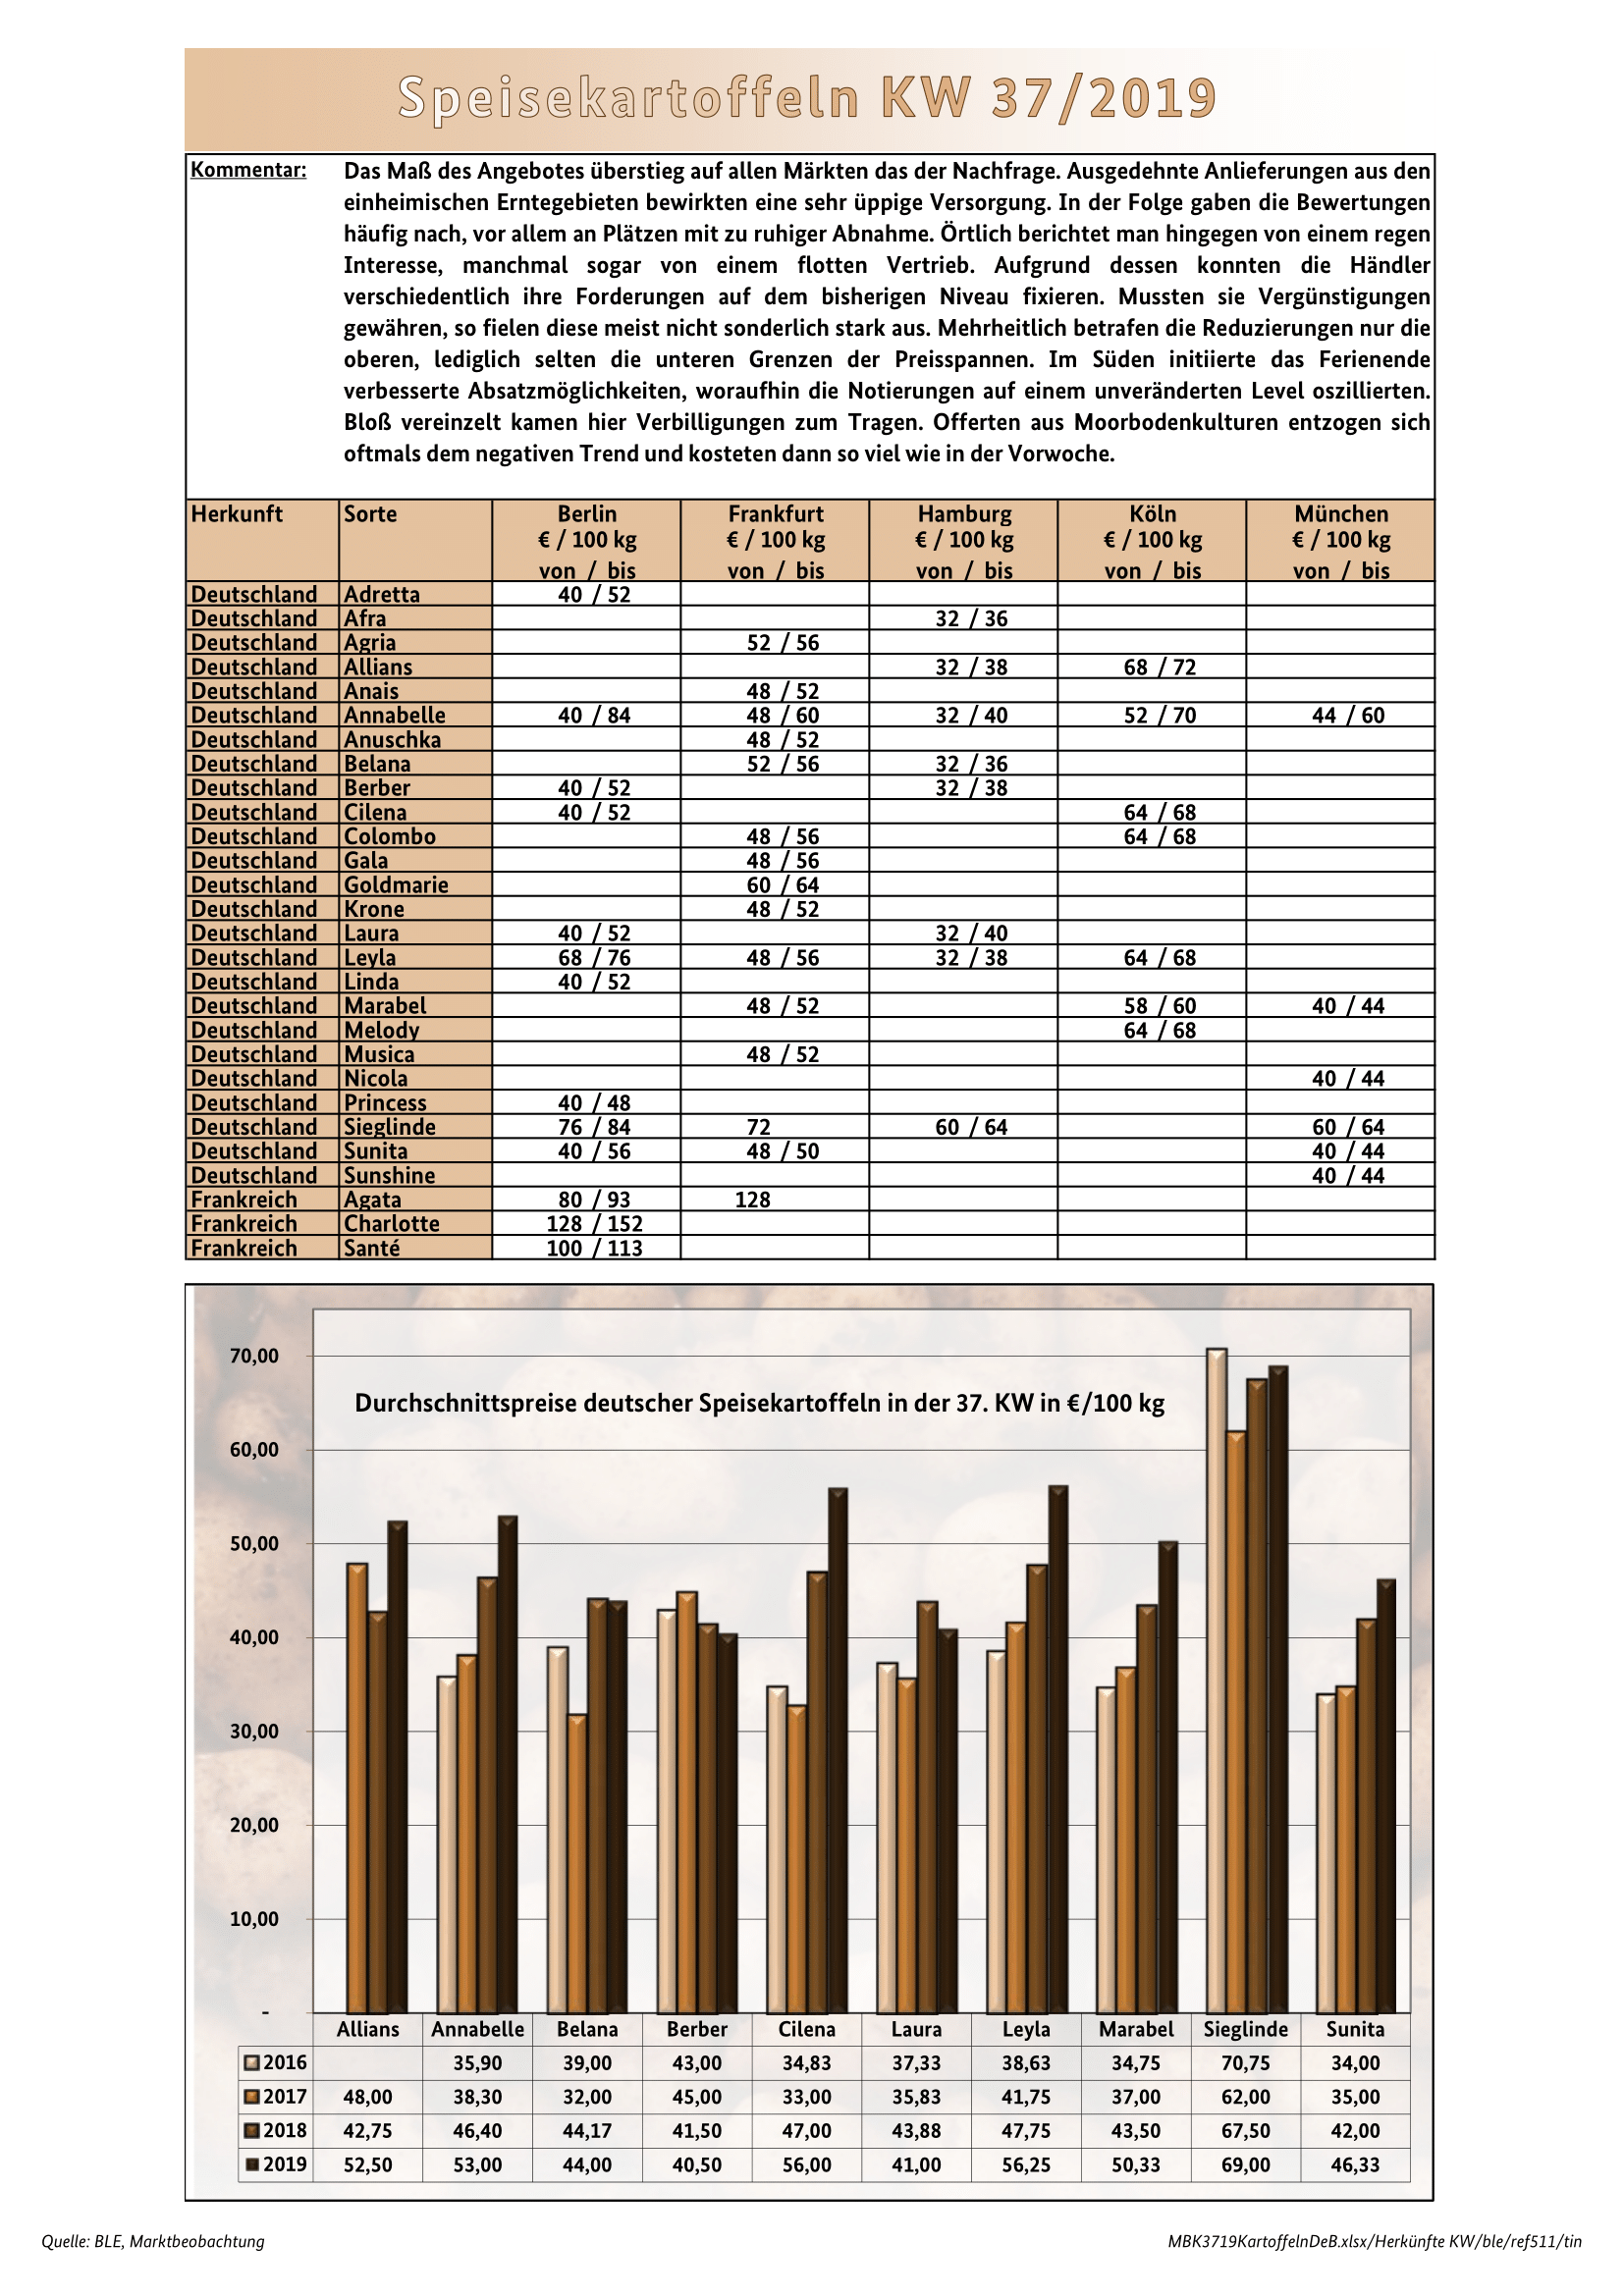 Speisekartoffeln KW 37/2019
Kommentar: Das Maß des Angebotes überstieg auf allen Märkten das der Nachfrage. Ausgedehnte Anlieferungen aus den
einheimischen Erntegebieten bewirkten eine sehr üppige Versorgung. In der Folge gaben die Bewertungen
häufig nach, vor allem an Plätzen mit zu ruhiger Abnahme. Örtlich berichtet man hingegen von einem regen
Interesse, manchmal sogar von einem flotten Vertrieb. Aufgrund dessen konnten die Händler
verschiedentlich ihre Forderungen auf dem bisherigen Niveau fixieren. Mussten sie Vergünstigungen
gewähren, so fielen diese meist nicht sonderlich stark aus. Mehrheitlich betrafen die Reduzierungen nur die
oberen, lediglich selten die unteren Grenzen der Preisspannen. Im Süden initiierte das Ferienende
verbesserte Absatzmöglichkeiten, woraufhin die Notierungen auf einem unveränderten Level oszillierten.
Bloß vereinzelt kamen hier Verbilligungen zum Tragen. Offerten aus Moorbodenkulturen entzogen sich
oftmals dem negativen Trend und kosteten dann so viel wie in der Vorwoche.
Herkunft Sorte Berlin Frankfurt Hamburg Köln München
€ / 100 kg € / 100 kg € / 100 kg € / 100 kg € / 100 kg
von / bis von / bis von / bis von / bis von / bis
Deutschland Adretta 40 / 52
Deutschland Afra 32 / 36
Deutschland Agria 52 / 56
Deutschland Allians 32 / 38 68 / 72
Deutschland Anais 48 / 52
Deutschland Annabelle 40 / 84 48 / 60 32 / 40 52 / 70 44 / 60
Deutschland Anuschka 48 / 52
Deutschland Belana 52 / 56 32 / 36
Deutschland Berber 40 / 52 32 / 38
Deutschland Cilena 40 / 52 64 / 68
Deutschland Colombo 48 / 56 64 / 68
Deutschland Gala 48 / 56
Deutschland Goldmarie 60 / 64
Deutschland Krone 48 / 52
Deutschland Laura 40 / 52 32 / 40
Deutschland Leyla 68 / 76 48 / 56 32 / 38 64 / 68
Deutschland Linda 40 / 52
Deutschland Marabel 48 / 52 58 / 60 40 / 44
Deutschland Melody 64 / 68
Deutschland Musica 48 / 52
Deutschland Nicola 40 / 44
Deutschland Princess 40 / 48
Deutschland Sieglinde 76 / 84 72 60 / 64 60 / 64
Deutschland Sunita 40 / 56 48 / 50 40 / 44
Deutschland Sunshine 40 / 44
Frankreich Agata 80 / 93 128
Frankreich Charlotte 128 / 152
Frankreich Santé 100 / 113
Durchschnittspreise deutscher Speisekartoffeln in der 37. KW in €/100 kg
70,00
60,00
50,00
40,00
30,00
20,00
10,00
-
Allians Annabelle Belana Berber Cilena Laura Leyla Marabel Sieglinde Sunita
2016 35,90 39,00 43,00 34,83 37,33 38,63 34,75 70,75 34,00
2017 48,00 38,30 32,00 45,00 33,00 35,83 41,75 37,00 62,00 35,00
2018 42,75 46,40 44,17 41,50 47,00 43,88 47,75 43,50 67,50 42,00
2019 52,50 53,00 44,00 40,50 56,00 41,00 56,25 50,33 69,00 46,33
Quelle: BLE, Marktbeobachtung MBK3719KartoffelnDeB.xlsx/Herkünfte KW/ble/ref511/tin